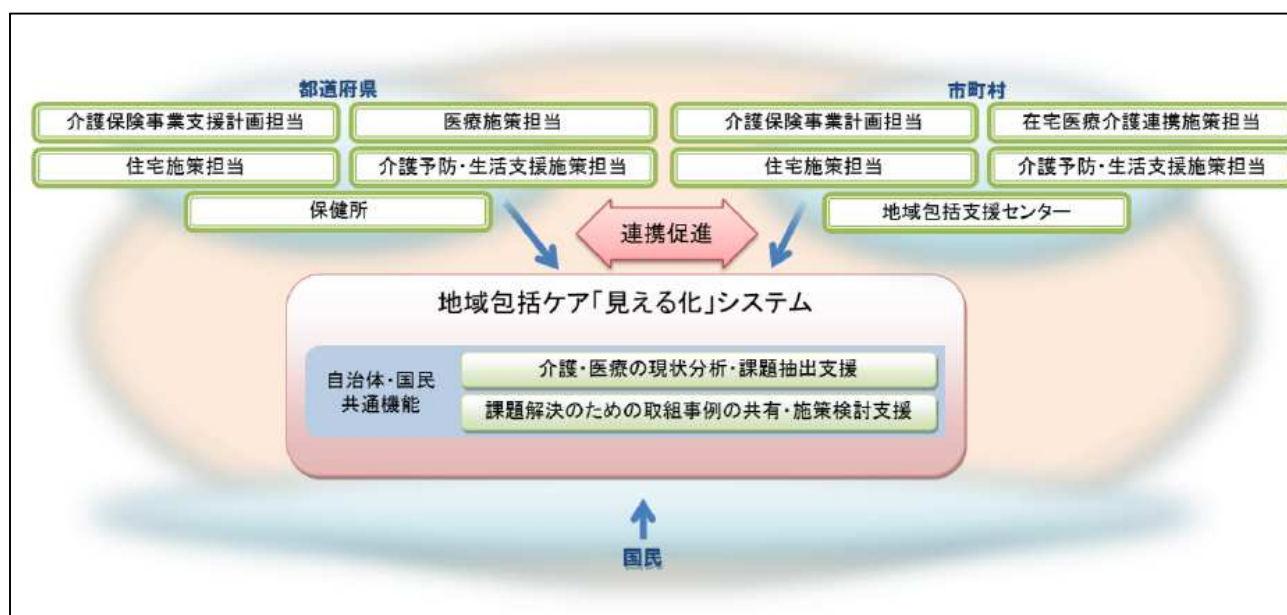 都道府県
介護保険事業支援計画担当
医療施策担当
住宅施策担当
介護予防・生活支援施策担当
保健所
市町村
介護保険事業計画担当
在宅医療介護連携施策担当
住宅施策担当
介護予防・生活支援施策担当
地域包括支援センター
連携促進
地域包括ケア「見える化」システム
自治体・国民
共通機能
介護・医療の現状分析・課題抽出支援
課題解決のための取組事例の共有・施策検討支援
国民